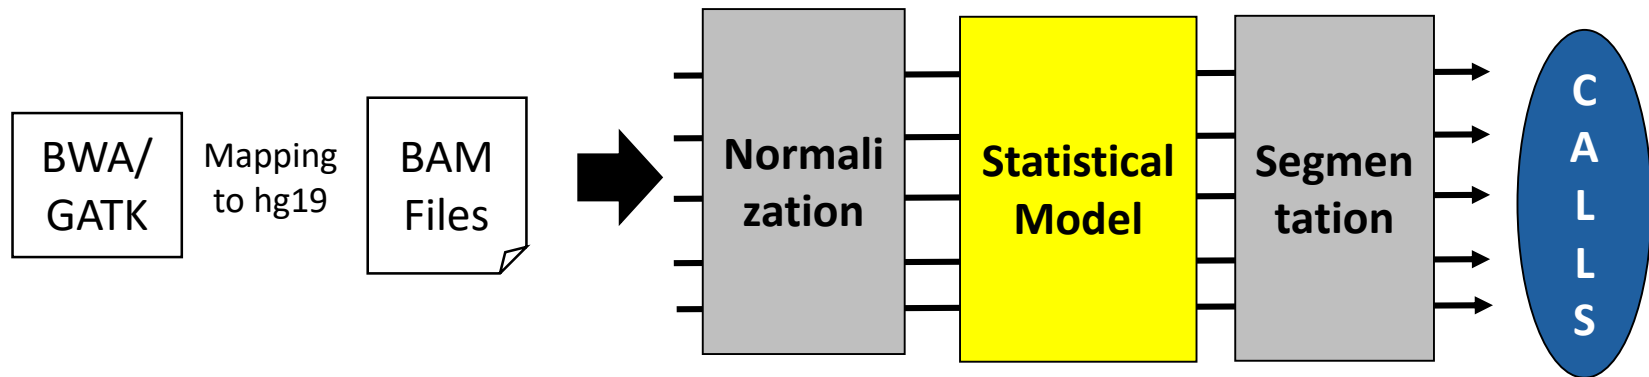 BWA/
GATK
Mapping
to hg19
BAM
Files
Normali
zation
Statistical
Model
Segmen
tation
C
A
L
L
S